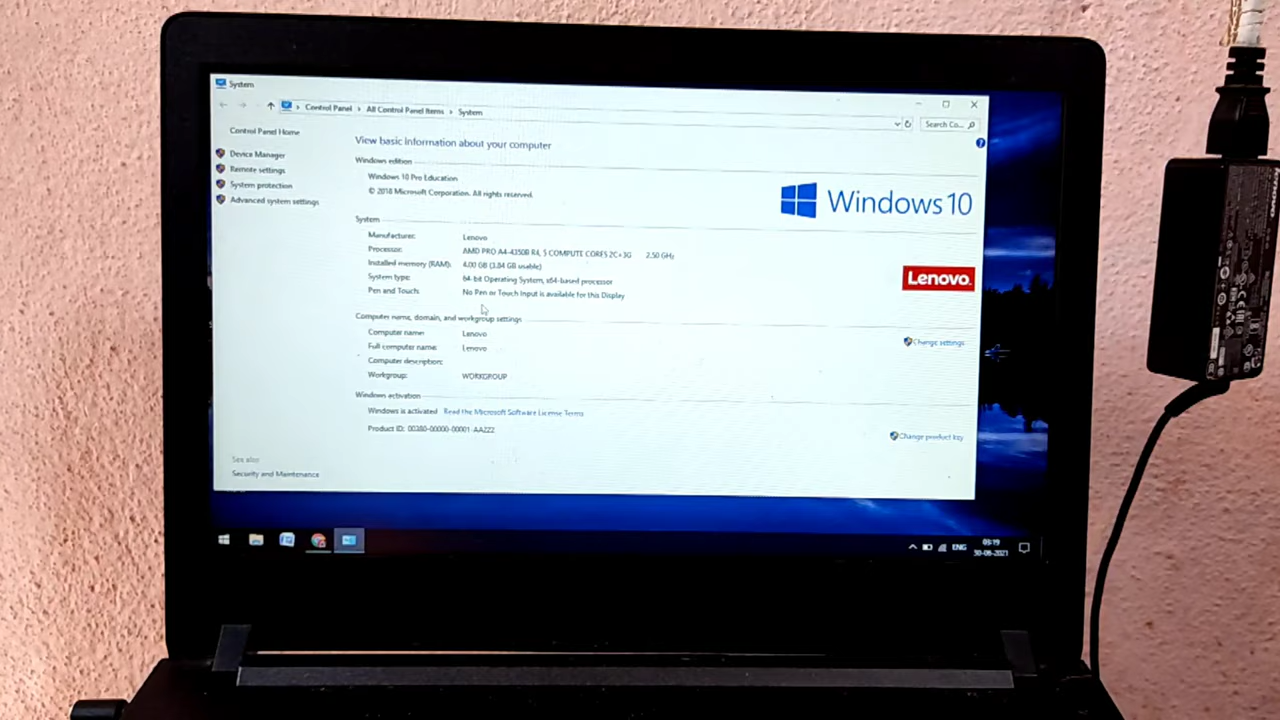 System
Control Panel › All Control Panel Items › System
Search Co...
Control Panel Home
Device Manager
Remote settings
System protection
Advanced system settings
View basic information about your computer
Windows edition
Windows 10 Pro Education
© 2018 Microsoft Corporation. All rights reserved.
Windows 10
System
Manufacturer: Lenovo
Processor: AMD PRO A4-4350B R4, 5 COMPUTE CORES 2C+3G 2.50 GHz
Installed memory (RAM): 4.00 GB (3.84 GB usable)
System type: 64-bit Operating System, x64-based processor
Pen and Touch: No Pen or Touch Input is available for this Display
Lenovo.
Computer name, domain, and workgroup settings
Computer name: Lenovo
Full computer name: Lenovo
Computer description:
Workgroup: WORKGROUP
Change settings
Windows activation
Windows is activated Read the Microsoft Software License Terms
Product ID: 00380-00000-00001-AA222
Change product key
See also
Security and Maintenance
ENG
03:19
30-06-2021
lenovo